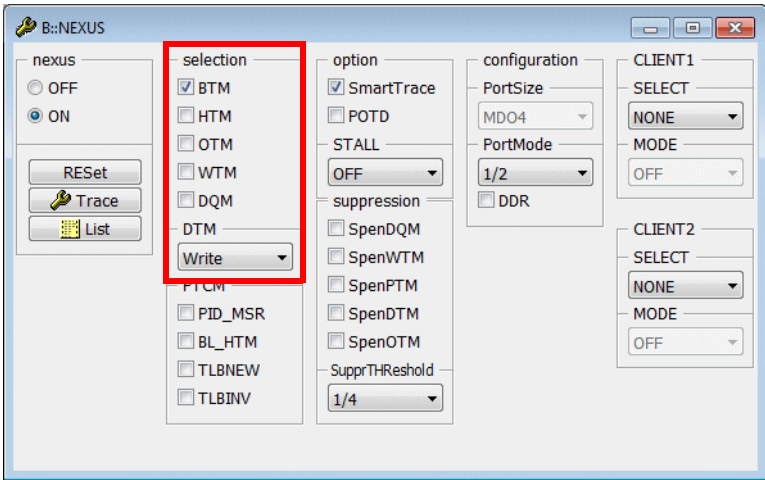 B::NEXUS
nexus
OFF
ON
RESet
Trace
List
selection
BTM
HTM
OTM
WTM
DQM
DTM
Write
PTCM
PID_MSR
BL_HTM
TLBNEW
TLBINV
option
SmartTrace
POTD
STALL
OFF
suppression
SpenDQM
SpenWTM
SpenPTM
SpenDTM
SpenOTM
SupprTHReshold
1/4
configuration
PortSize
MDO4
PortMode
1/2
DDR
CLIENT1
SELECT
NONE
MODE
OFF
CLIENT2
SELECT
NONE
MODE
OFF